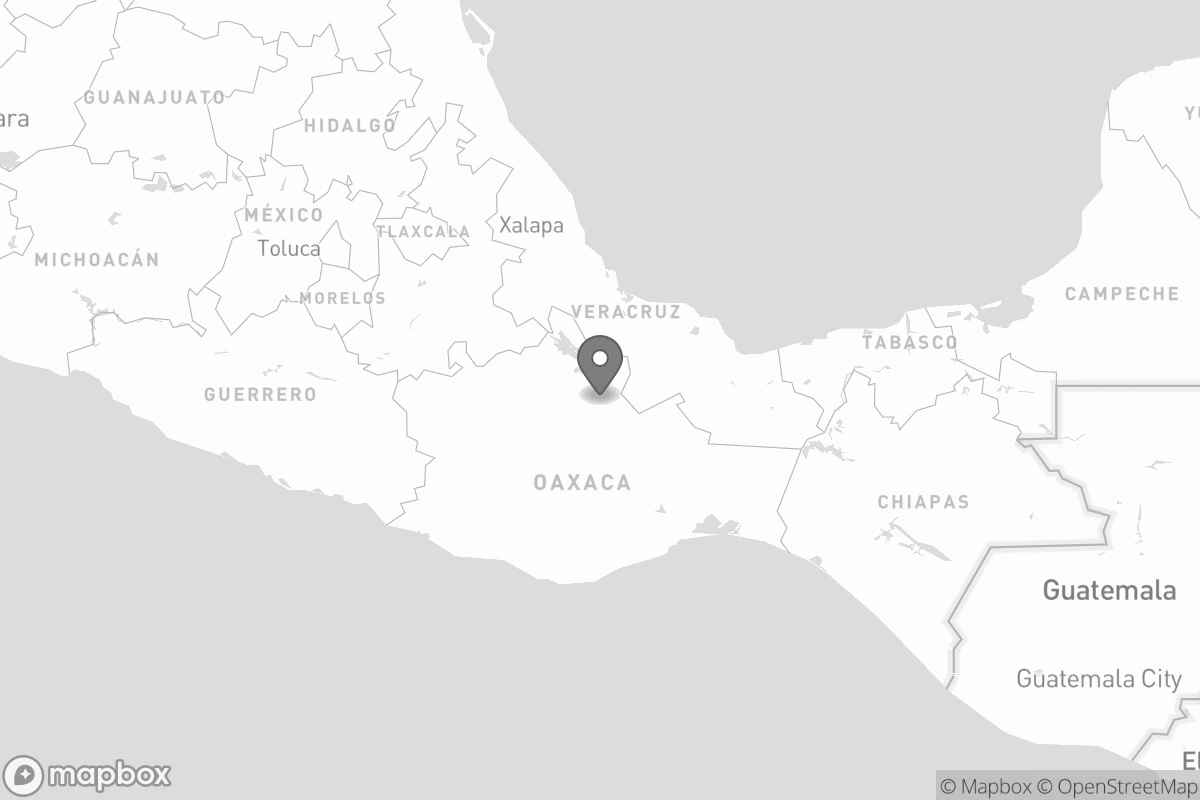 GUANAJUATO
ara
HIDALGO
YU
MÉXICO
Xalapa
TLAXCALA
Toluca
MICHOACÁN
CAMPECHE
MORELOS
VERACRUZ
TABASCO
GUERRERO
OAXACA
CHIAPAS
Guatemala
Guatemala City
El
mapbox
© Mapbox © OpenStreetMap